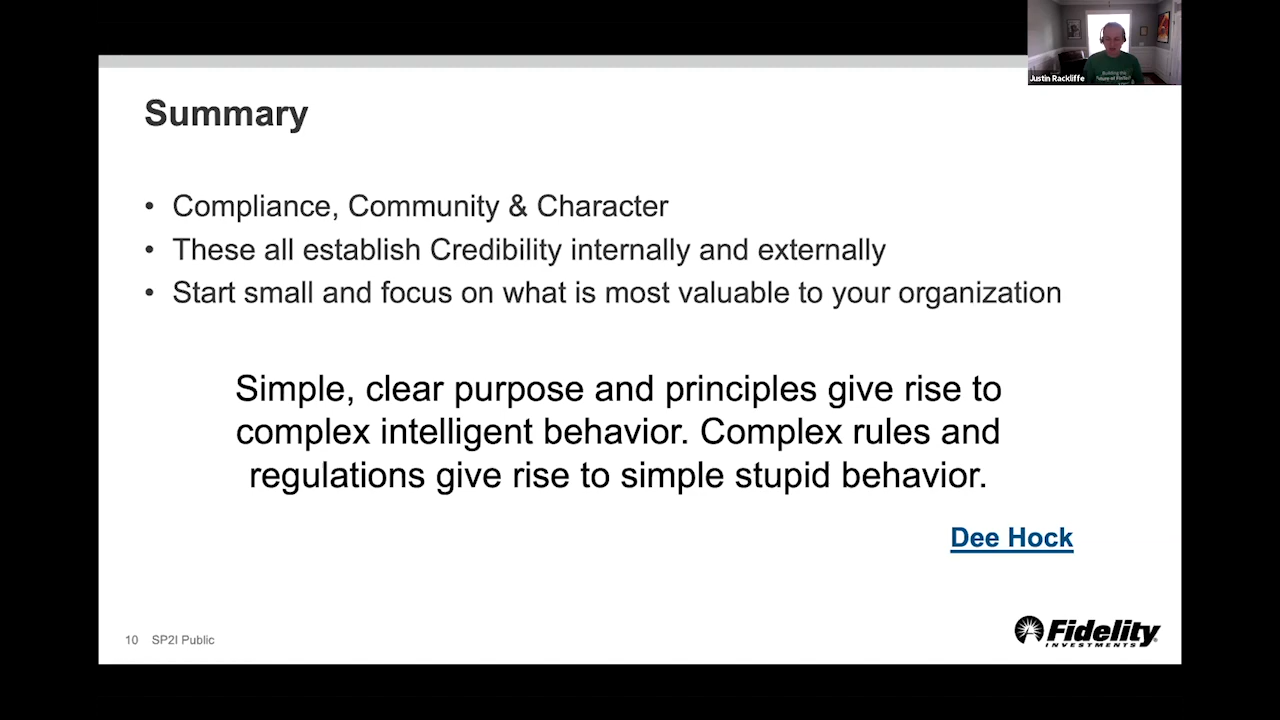 Justin Rackliffe
Summary
• Compliance, Community & Character
• These all establish Credibility internally and externally
• Start small and focus on what is most valuable to your organization
Simple, clear purpose and principles give rise to
complex intelligent behavior. Complex rules and
regulations give rise to simple stupid behavior.
Dee Hock
10 SP2I Public
Fidelity
INVESTMENTS